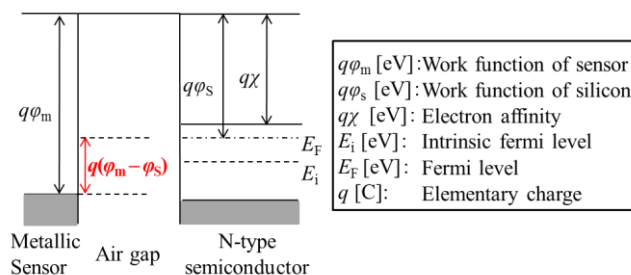 qφm
qφS
qχ
q(φm–φS)
EF
Ei
Metallic
Sensor
Air gap
N-type
semiconductor
qφm [eV]: Work function of sensor
qφs [eV]: Work function of silicon
qχ [eV]: Electron affinity
Ei [eV]: Intrinsic fermi level
EF [eV]: Fermi level
q [C]: Elementary charge